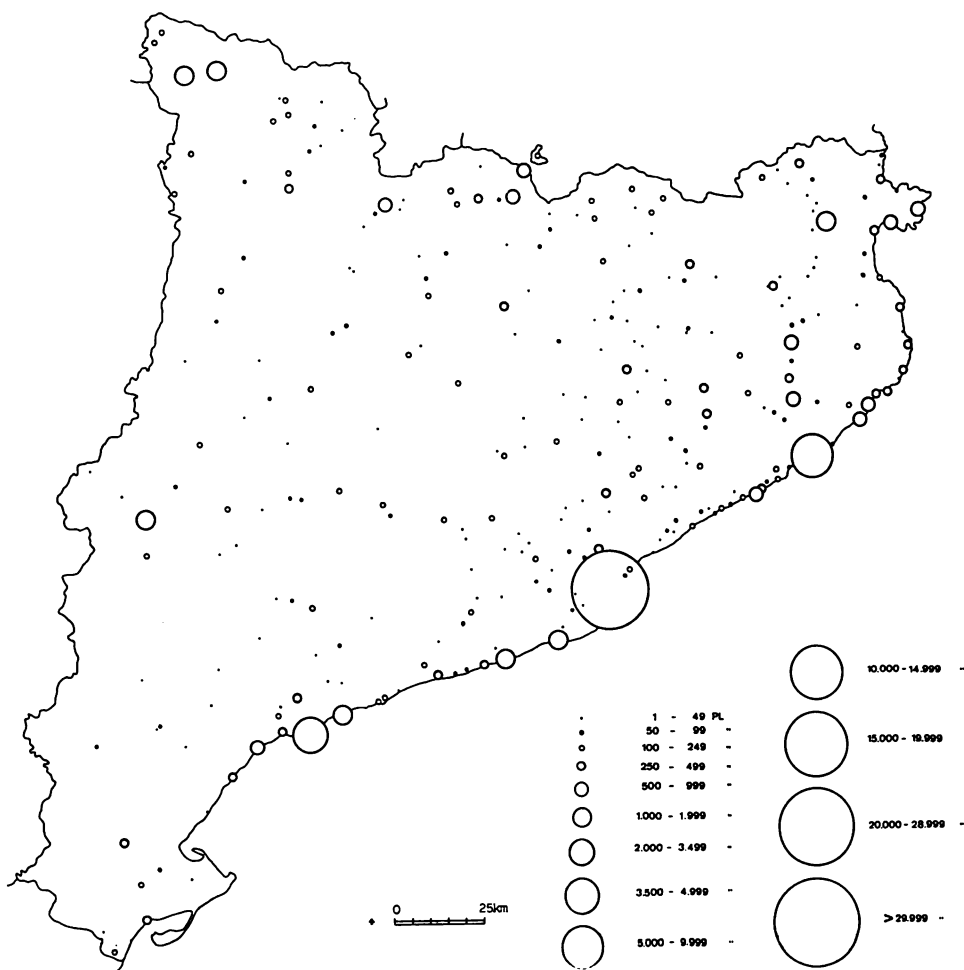 1 - 49 PL
50 - 99 "
100 - 249 "
250 - 499 "
500 - 999 "
1.000 - 1.999 "
2.000 - 3.499 "
3.500 - 4.999 "
5.000 - 9.999 "
10.000 - 14.999 "
15.000 - 19.999 "
20.000 - 28.999 "
> 29.999 "
0 25km